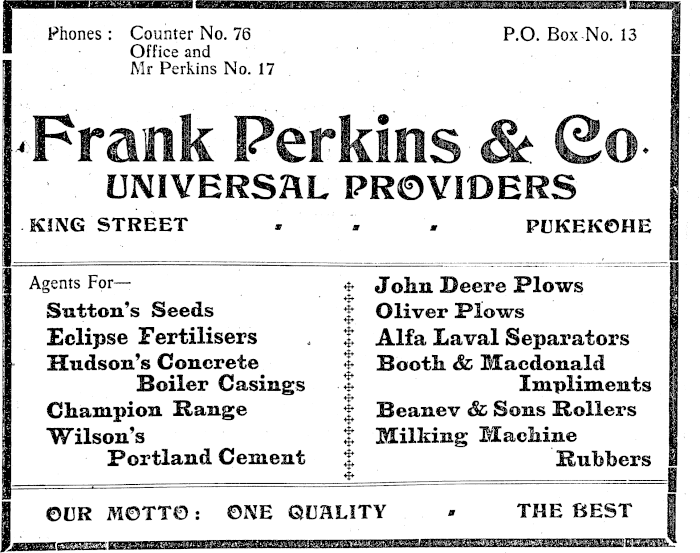 Phones : Counter No. 76 P.O. Box No. 13
Office and
Mr Perkins No. 17
Frank Perkins & Co.
UNIVERSAL PROVIDERS
KING STREET PUKEKOHE
Agents For—
Sutton's Seeds
Eclipse Fertilisers
Hudson's Concrete
Boiler Casings
Champion Range
Wilson's
Portland Cement
John Deere Plows
Oliver Plows
Alfa Laval Separators
Booth & Macdonald
Impliments
Beanev & Sons Rollers
Milking Machine
Rubbers
OUR MOTTO: ONE QUALITY - THE BEST